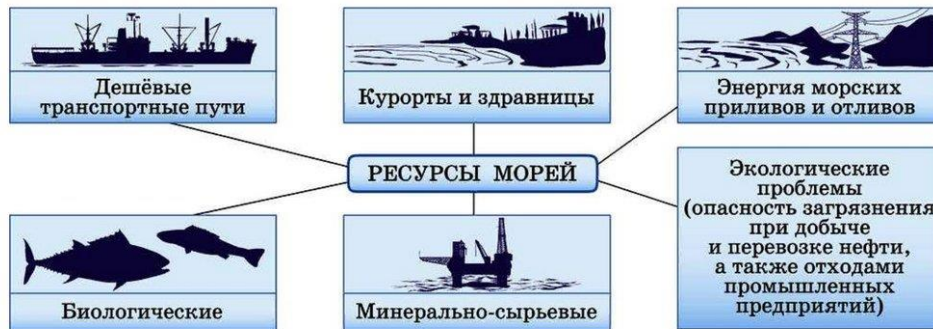 Дешёвые
транспортные пути
Курорты и здравницы
Энергия морских
приливов и отливов
РЕСУРСЫ МОРЕЙ
Биологические
Минерально-сырьевые
Экологические
проблемы
(опасность загрязнения
при добыче
и перевозке нефти,
а также отходами
промышленных
предприятий)